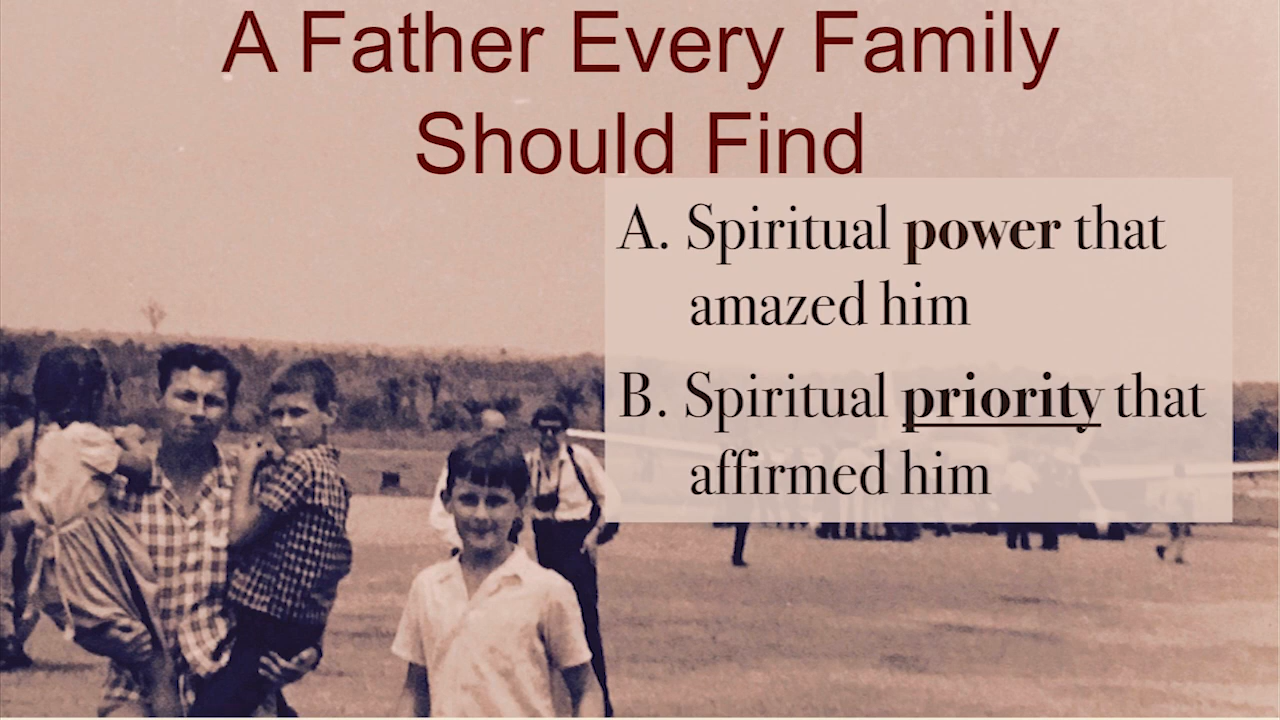 A Father Every Family
Should Find
A. Spiritual power that
amazed him
B. Spiritual priority that
affirmed him